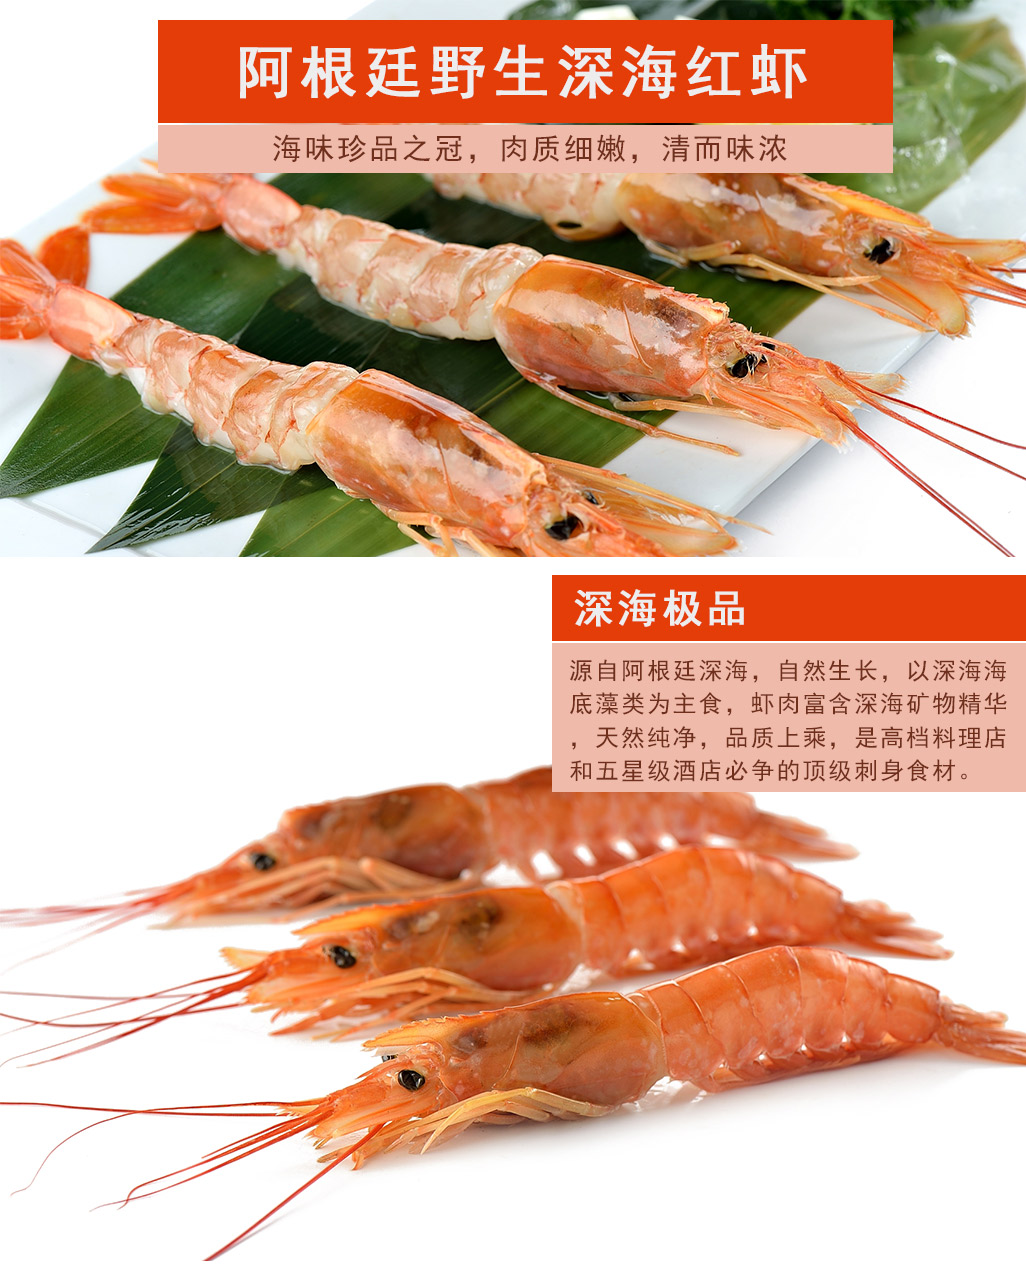 阿根廷野生深海红虾
海味珍品之冠，肉质细嫩，清而味浓
深海极品
源自阿根廷深海，自然生长，以深海海
底藻类为主食，虾肉富含深海矿物精华
，天然纯净，品质上乘，是高档料理店
和五星级酒店必争的顶级刺身食材。